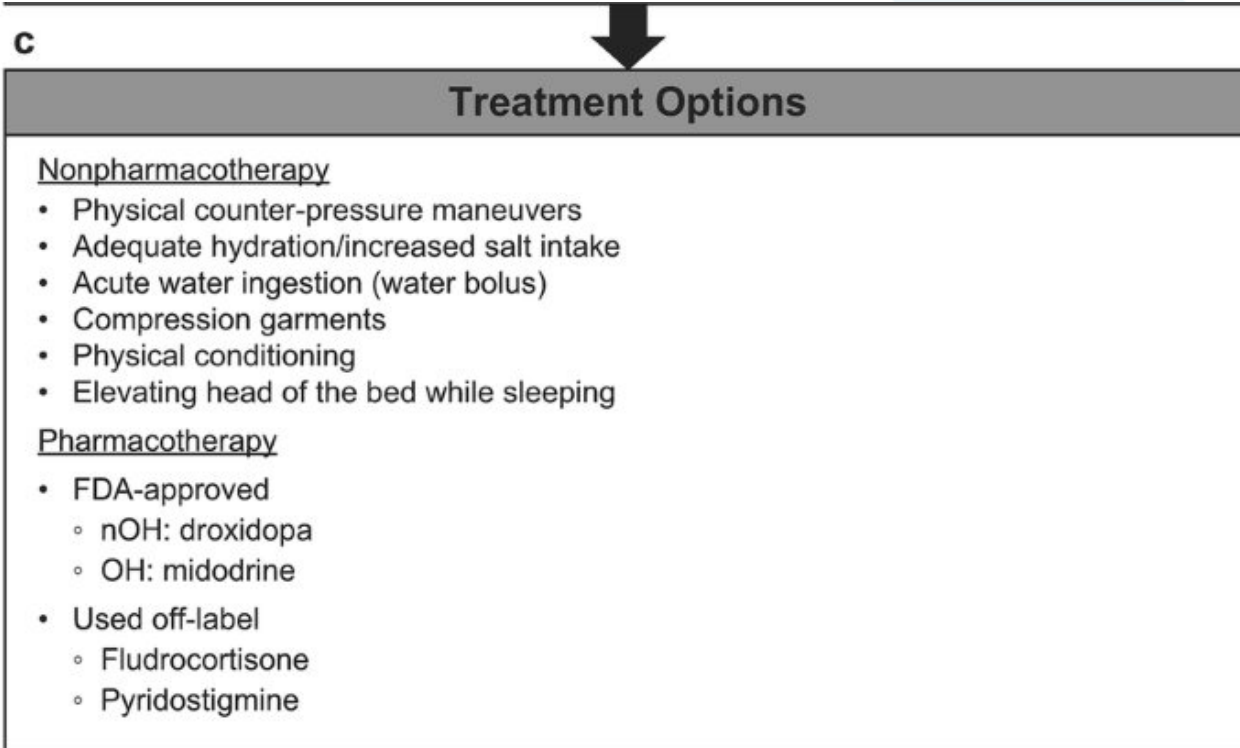 c
Treatment Options
Nonpharmacotherapy
• Physical counter-pressure maneuvers
• Adequate hydration/increased salt intake
• Acute water ingestion (water bolus)
• Compression garments
• Physical conditioning
• Elevating head of the bed while sleeping
Pharmacotherapy
• FDA-approved
◦ nOH: droxidopa
◦ OH: midodrine
• Used off-label
◦ Fludrocortisone
◦ Pyridostigmine